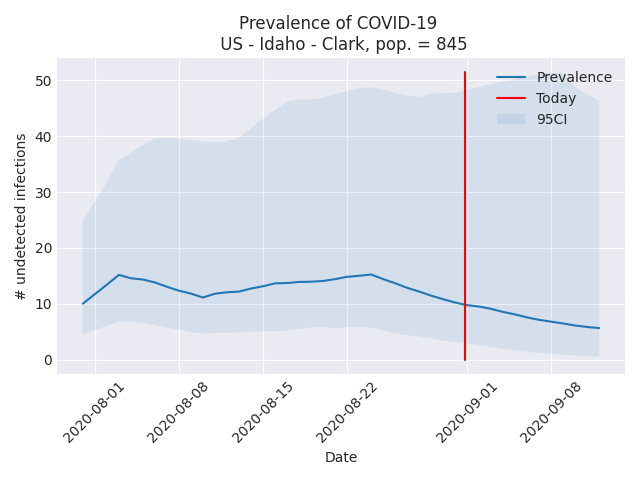 Prevalence of COVID-19
US - Idaho - Clark, pop. = 845
# undetected infections
50
40
30
20
10
0
Prevalence
Today
95CI
2020-08-01
2020-08-08
2020-08-15
2020-08-22
2020-09-01
2020-09-08
Date